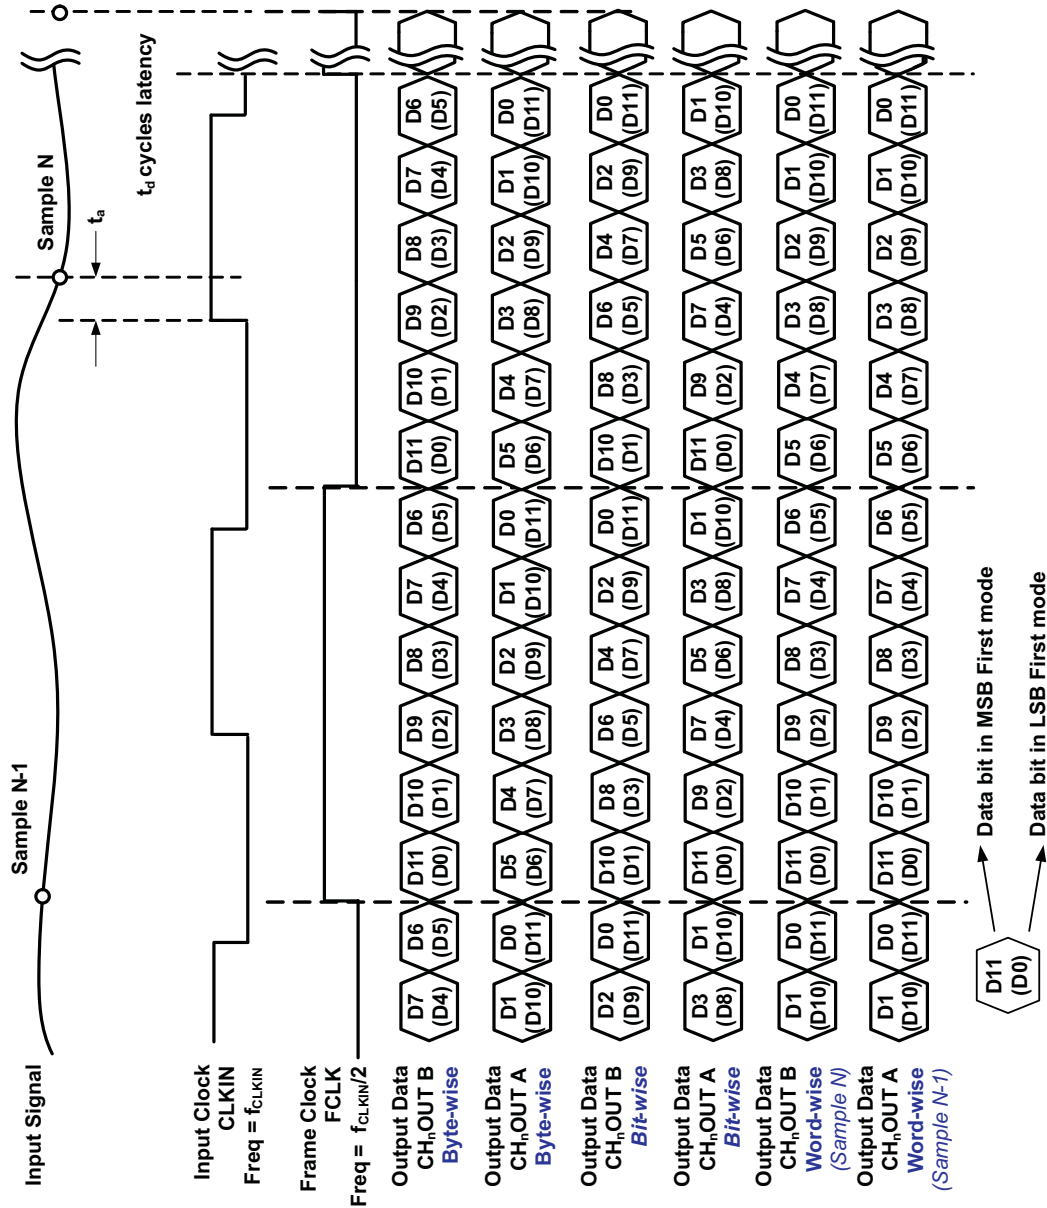 Sample N-1
Sample N
Input Signal
tₐ
t_d cycles latency
Input Clock
CLKIN
Freq = f_CLKIN
Frame Clock
FCLK
Freq = f_CLKIN/2
Output Data
CHₙOUT B
Byte-wise
D7 D6 D11 D10 D9 D8 D7 D6 D11 D10 D9 D8 D7 D6
(D4) (D5) (D0) (D1) (D2) (D3) (D4) (D5) (D0) (D1) (D2) (D3) (D4) (D5)
Output Data
CHₙOUT A
Byte-wise
D1 D0 D5 D4 D3 D2 D1 D0 D5 D4 D3 D2 D1 D0
(D10) (D11) (D6) (D7) (D8) (D9) (D10) (D11) (D6) (D7) (D8) (D9) (D10) (D11)
Output Data
CHₙOUT B
Bit-wise
D2 D0 D10 D8 D6 D4 D2 D0 D10 D8 D6 D4 D2 D0
(D9) (D11) (D1) (D3) (D5) (D7) (D9) (D11) (D1) (D3) (D5) (D7) (D9) (D11)
Output Data
CHₙOUT A
Bit-wise
D3 D1 D11 D9 D7 D5 D3 D1 D11 D9 D7 D5 D3 D1
(D8) (D10) (D0) (D2) (D4) (D6) (D8) (D10) (D0) (D2) (D4) (D6) (D8) (D10)
Output Data
CHₙOUT B
Word-wise
(Sample N)
D1 D0 D11 D10 D9 D8 D7 D6 D5 D4 D3 D2 D1 D0
(D10) (D11) (D0) (D1) (D2) (D3) (D4) (D5) (D6) (D7) (D8) (D9) (D10) (D11)
Output Data
CHₙOUT A
Word-wise
(Sample N-1)
D1 D0 D11 D10 D9 D8 D7 D6 D5 D4 D3 D2 D1 D0
(D10) (D11) (D0) (D1) (D2) (D3) (D4) (D5) (D6) (D7) (D8) (D9) (D10) (D11)
D11
(D0)
Data bit in MSB First mode
Data bit in LSB First mode